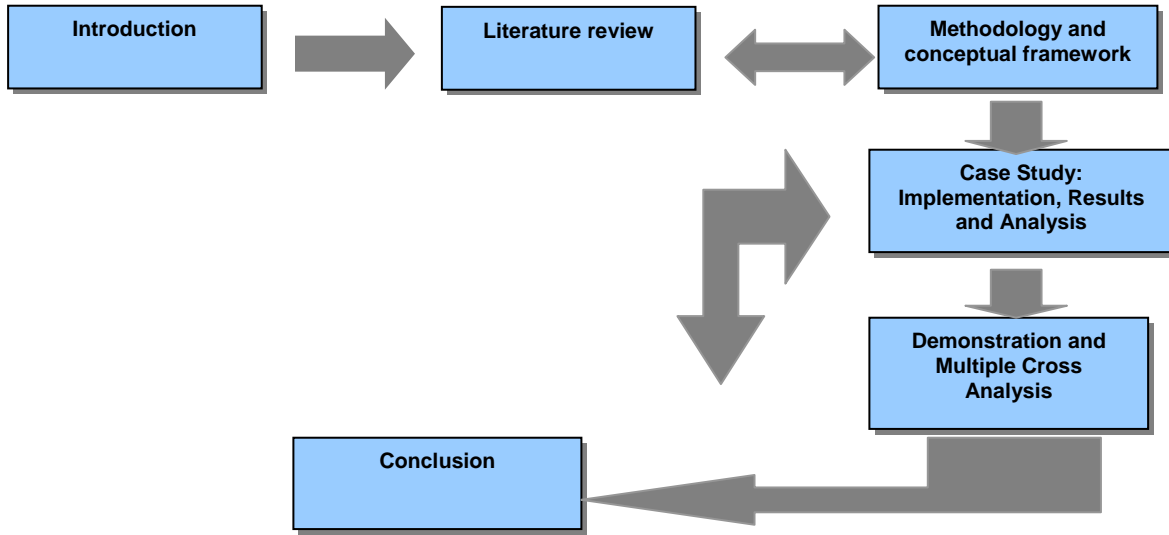 Introduction
Literature review
Methodology and
conceptual framework
Case Study:
Implementation, Results
and Analysis
Demonstration and
Multiple Cross
Analysis
Conclusion